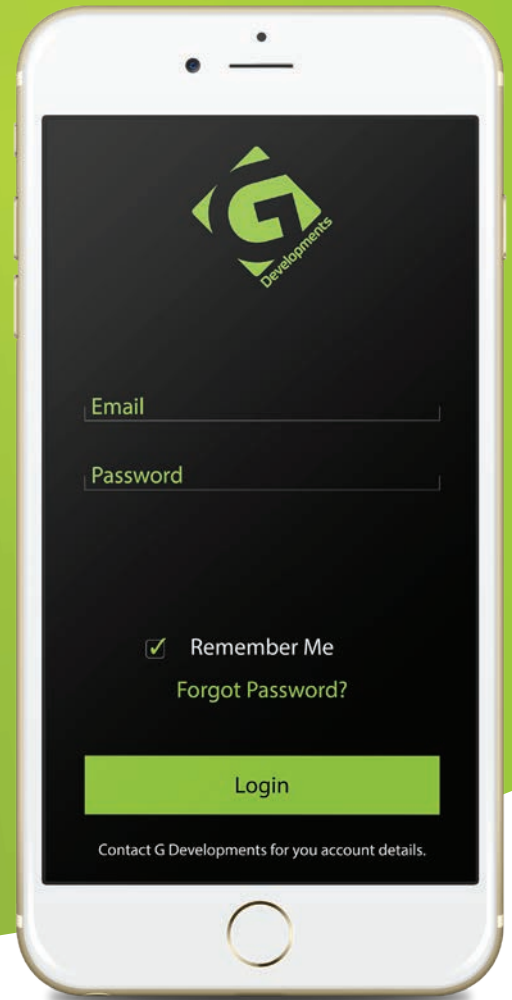 G
Developments
Email
Password
Remember Me
Forgot Password?
Login
Contact G Developments for you account details.